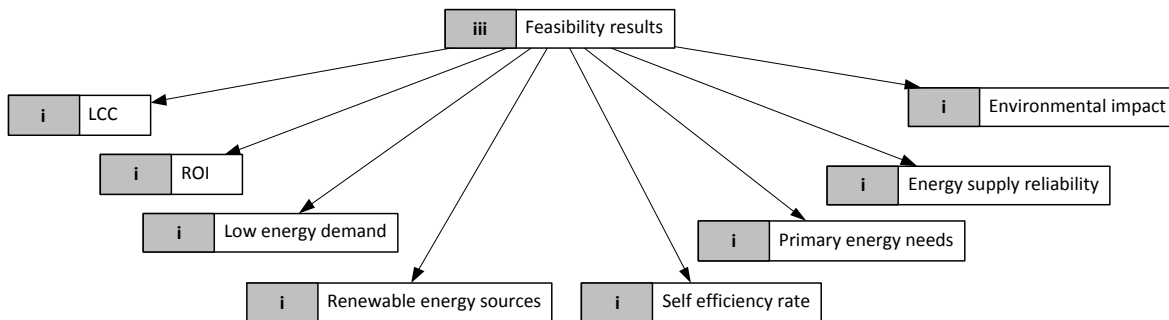 iii Feasibility results
i LCC
i Environmental impact
i ROI
i Energy supply reliability
i Low energy demand
i Primary energy needs
i Renewable energy sources
i Self efficiency rate